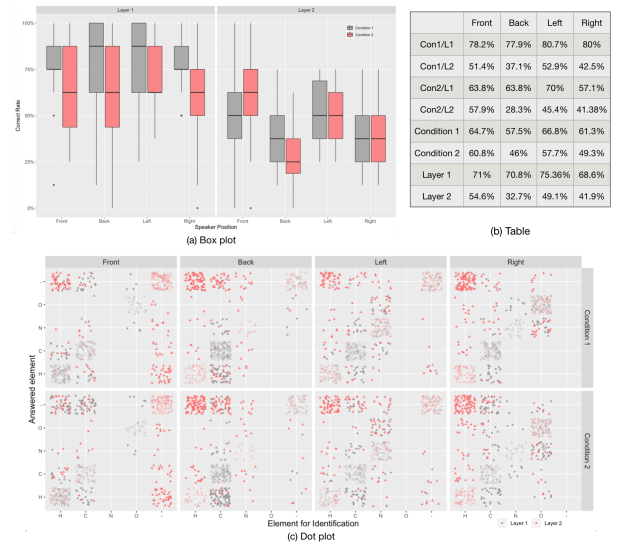 Layer 1 Layer 2
Condition 1
Condition 2
100%
75%
50%
25%
0%
Correct Rate
Front Back Left Right Front Back Left Right
Speaker Position
(a) Box plot
Front Back Left Right
Con1/L1 78.2% 77.9% 80.7% 80%
Con1/L2 51.4% 37.1% 52.9% 42.5%
Con2/L1 63.8% 63.8% 70% 57.1%
Con2/L2 57.9% 28.3% 45.4% 41.38%
Condition 1 64.7% 57.5% 66.8% 61.3%
Condition 2 60.8% 46% 57.7% 49.3%
Layer 1 71% 70.8% 75.36% 68.6%
Layer 2 54.6% 32.7% 49.1% 41.9%
(b) Table
Front Back Left Right
-
O
N
C
H
Condition 1
-
O
N
C
H
Condition 2
Answered element
H C N O - H C N O - H C N O - H C N O -
Element for Identification
Layer 1 Layer 2
(c) Dot plot